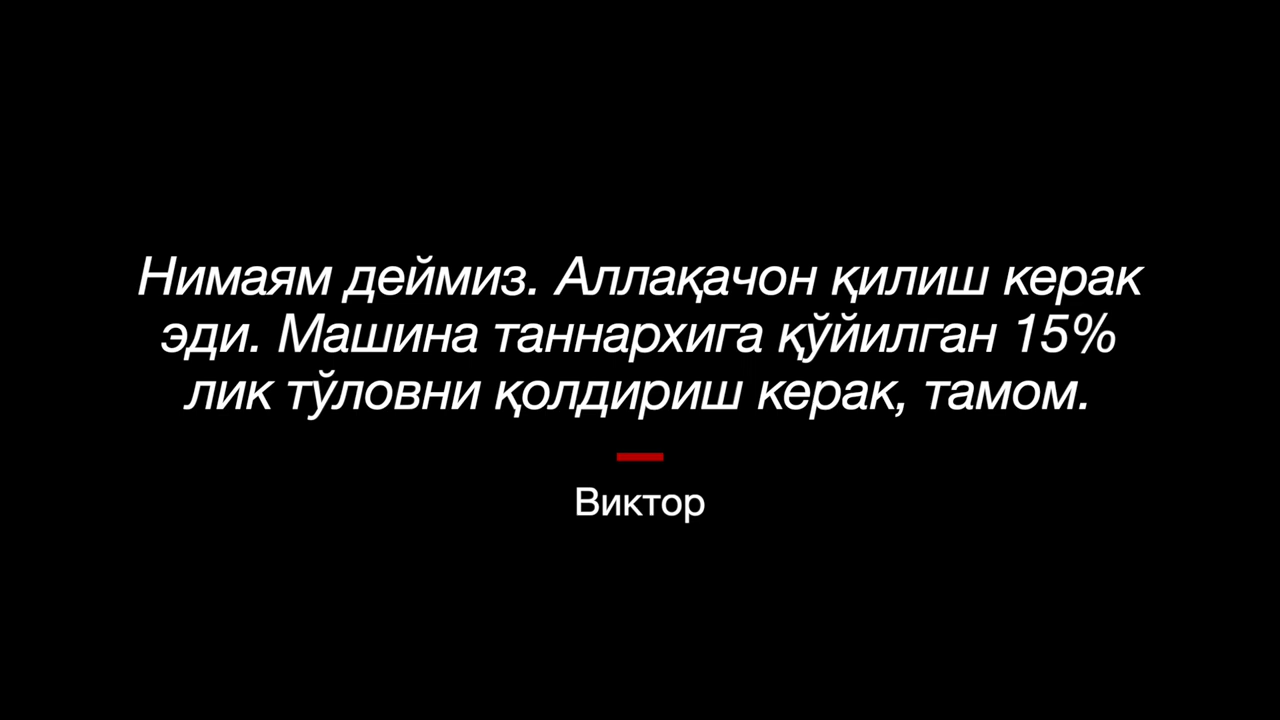 Нимаям деймиз. Аллақачон қилиш керак
эди. Машина таннархига қўйилган 15%
лик тўловни қолдириш керак, тамом.
Виктор